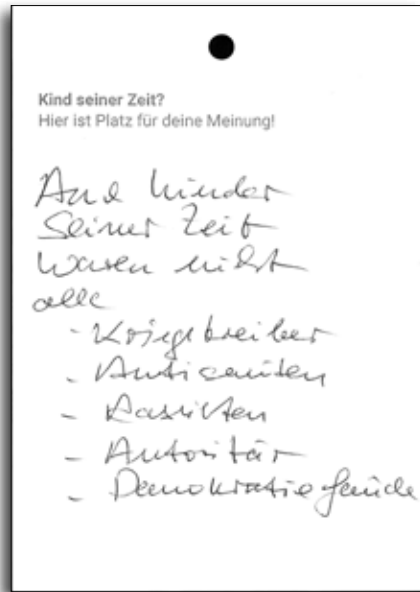 Kind seiner Zeit?
Hier ist Platz für deine Meinung!
Kinder
seiner Zeit
waren nicht
alle
- Kriegstreiber
- Antisemiten
- Rassisten
- Autoritär
- Demokratiefeinde